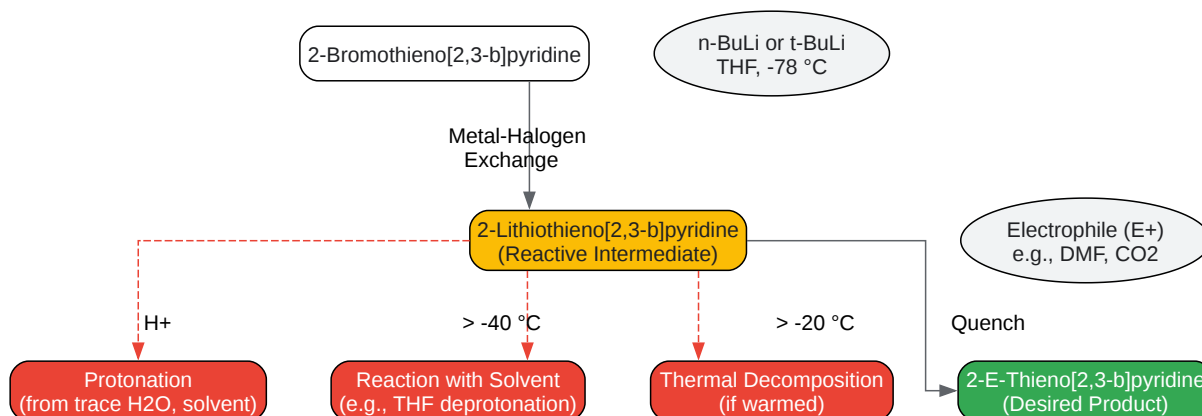 2-Bromothieno[2,3-b]pyridine
n-BuLi or t-BuLi
THF, -78 °C
Metal-Halogen
Exchange
2-Lithiothieno[2,3-b]pyridine
(Reactive Intermediate)
Electrophile (E+)
e.g., DMF, CO2
H+
> -40 °C
> -20 °C
Quench
Protonation
(from trace H2O, solvent)
Reaction with Solvent
(e.g., THF deprotonation)
Thermal Decomposition
(if warmed)
2-E-Thieno[2,3-b]pyridine
(Desired Product)